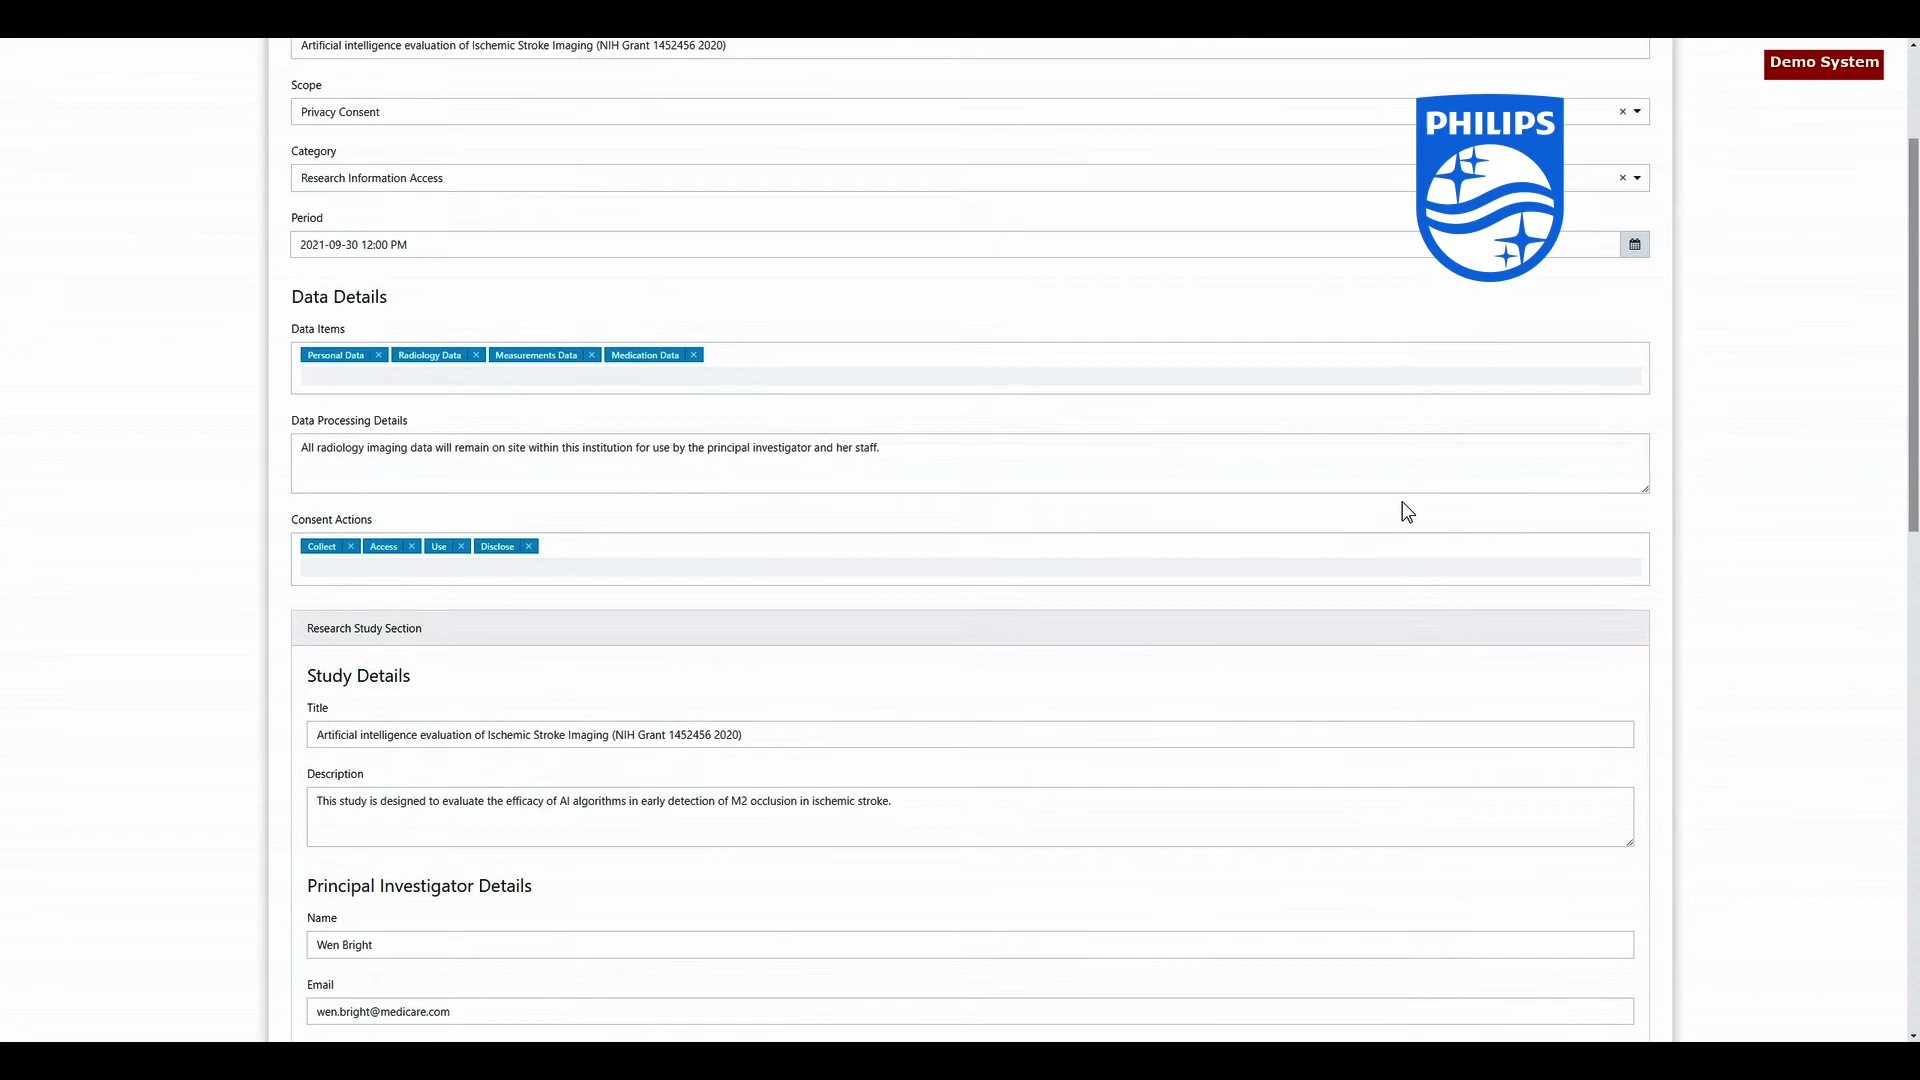 Artificial intelligence evaluation of Ischemic Stroke Imaging (NIH Grant 1452456 2020)
Demo System
Scope
Privacy Consent
PHILIPS
Category
Research Information Access
Period
2021-09-30 12:00 PM
Data Details
Data Items
Personal Data × Radiology Data × Measurements Data × Medication Data ×
Data Processing Details
All radiology imaging data will remain on site within this institution for use by the principal investigator and her staff.
Consent Actions
Collect × Access × Use × Disclose ×
Research Study Section
Study Details
Title
Artificial intelligence evaluation of Ischemic Stroke Imaging (NIH Grant 1452456 2020)
Description
This study is designed to evaluate the efficacy of AI algorithms in early detection of M2 occlusion in ischemic stroke.
Principal Investigator Details
Name
Wen Bright
Email
wen.bright@medicare.com